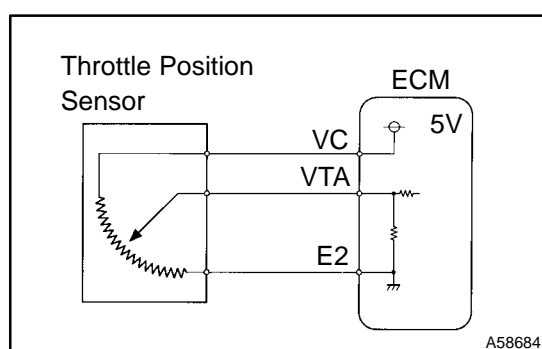 Throttle Position
Sensor
ECM
5V
VC
VTA
E2
A58684